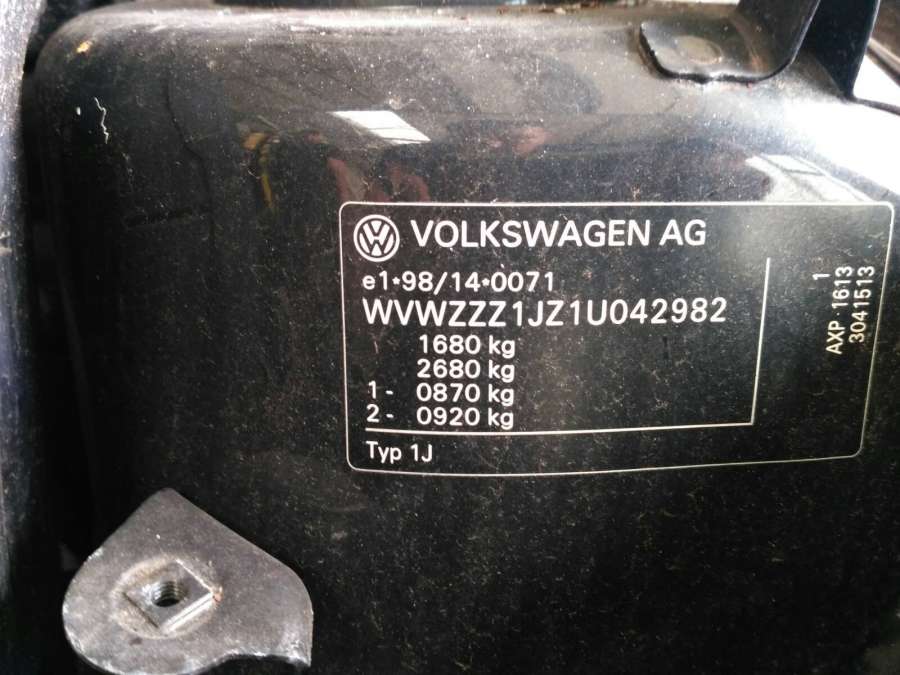 VOLKSWAGEN AG
e1*98/14*0071
WVWZZZ1JZ1U042982
1680 kg
2680 kg
1- 0870 kg
2- 0920 kg
Typ 1J
1
AXP 1613
3041513